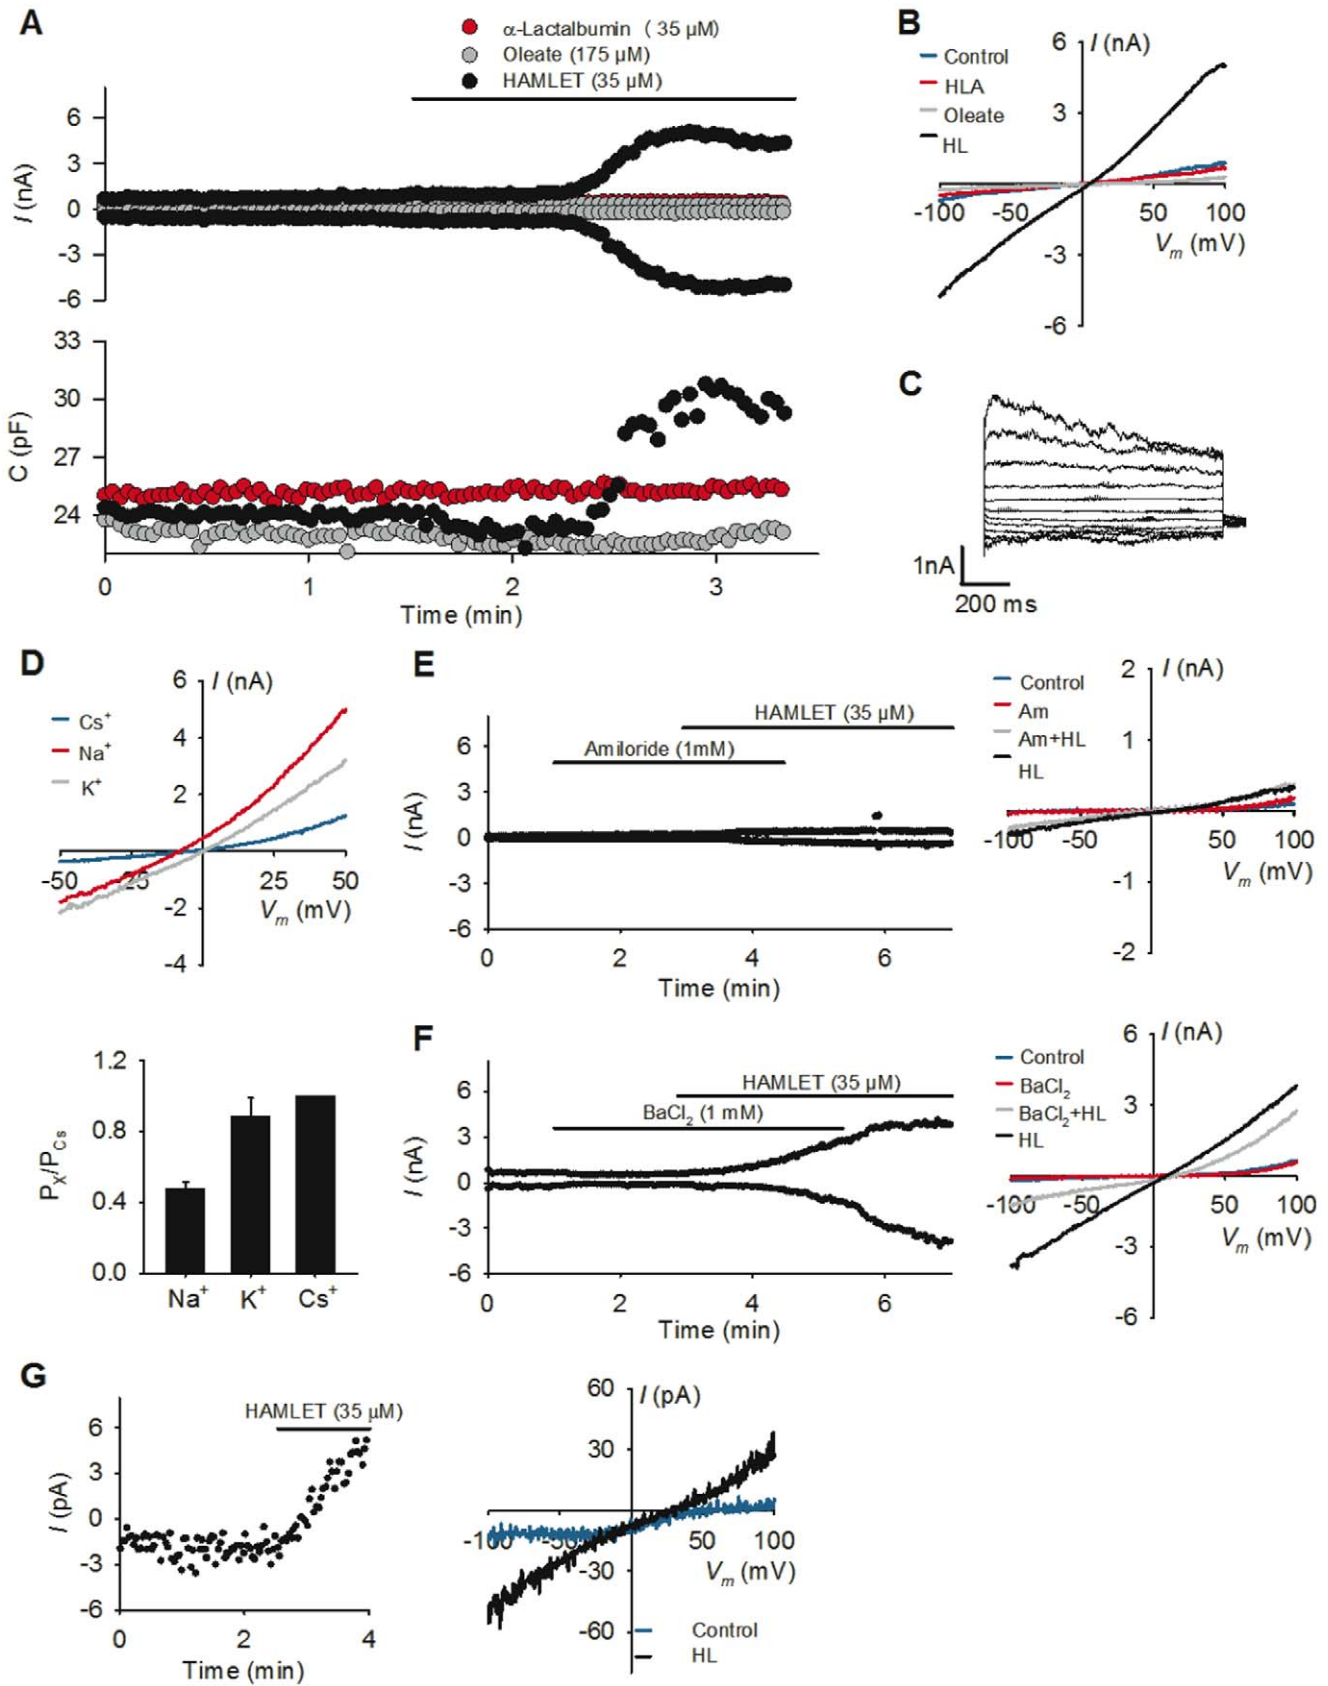 A
α-Lactalbumin ( 35 µM)
Oleate (175 µM)
HAMLET (35 µM)
I (nA)
6
3
0
-3
-6
C (pF)
33
30
27
24
0 1 2 3
Time (min)
B
Control
HLA
Oleate
HL
6 I (nA)
3
-100 -50 50 100
Vm (mV)
-3
-6
C
1nA
200 ms
D
6 I (nA)
Cs+
Na+
K+
4
2
-50 -25 25 50
Vm (mV)
-2
-4
PX/PCs
1.2
0.8
0.4
0.0
Na+ K+ Cs+
E
HAMLET (35 µM)
Amiloride (1mM)
I (nA)
6
3
0
-3
-6
0 2 4 6
Time (min)
Control
Am
Am+HL
HL
2 I (nA)
1
-100 -50 50 100
Vm (mV)
-1
-2
F
HAMLET (35 µM)
BaCl2 (1 mM)
I (nA)
6
3
0
-3
-6
0 2 4 6
Time (min)
Control
BaCl2
BaCl2+HL
HL
6 I (nA)
3
-100 -50 50 100
Vm (mV)
-3
-6
G
HAMLET (35 µM)
I (pA)
6
3
0
-3
-6
0 2 4
Time (min)
60 I (pA)
30
-100 -50 50 100
Vm (mV)
-30
-60
Control
HL